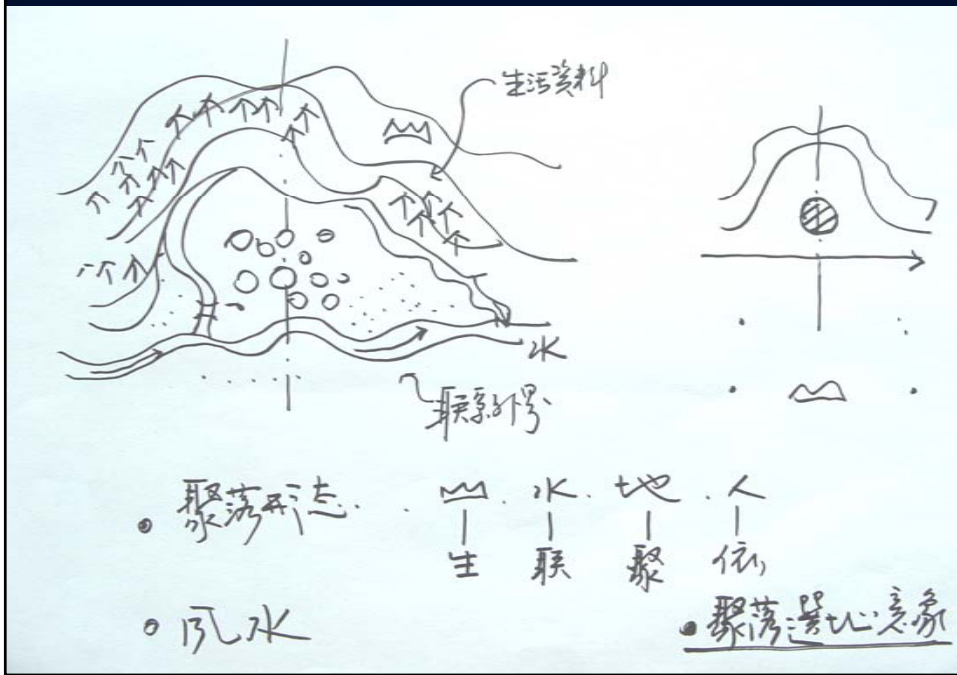 生活资料
水
联系外界
• 聚落形态. . 山. 水. 地. 人
生 联 聚 依
• 风水
• 聚落選址意象